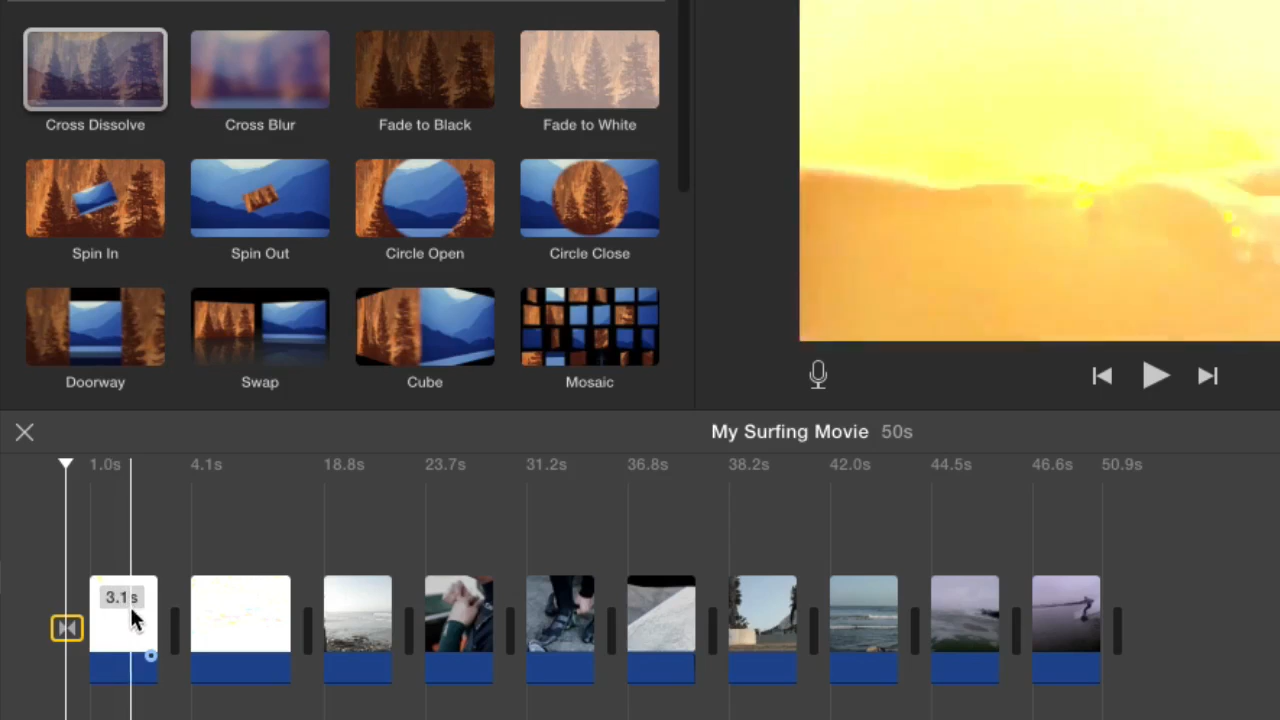 Cross Dissolve Cross Blur Fade to Black Fade to White
Spin In Spin Out Circle Open Circle Close
Doorway Swap Cube Mosaic
My Surfing Movie 50s
1.0s 4.1s 18.8s 23.7s 31.2s 36.8s 38.2s 42.0s 44.5s 46.6s 50.9s
3.1s